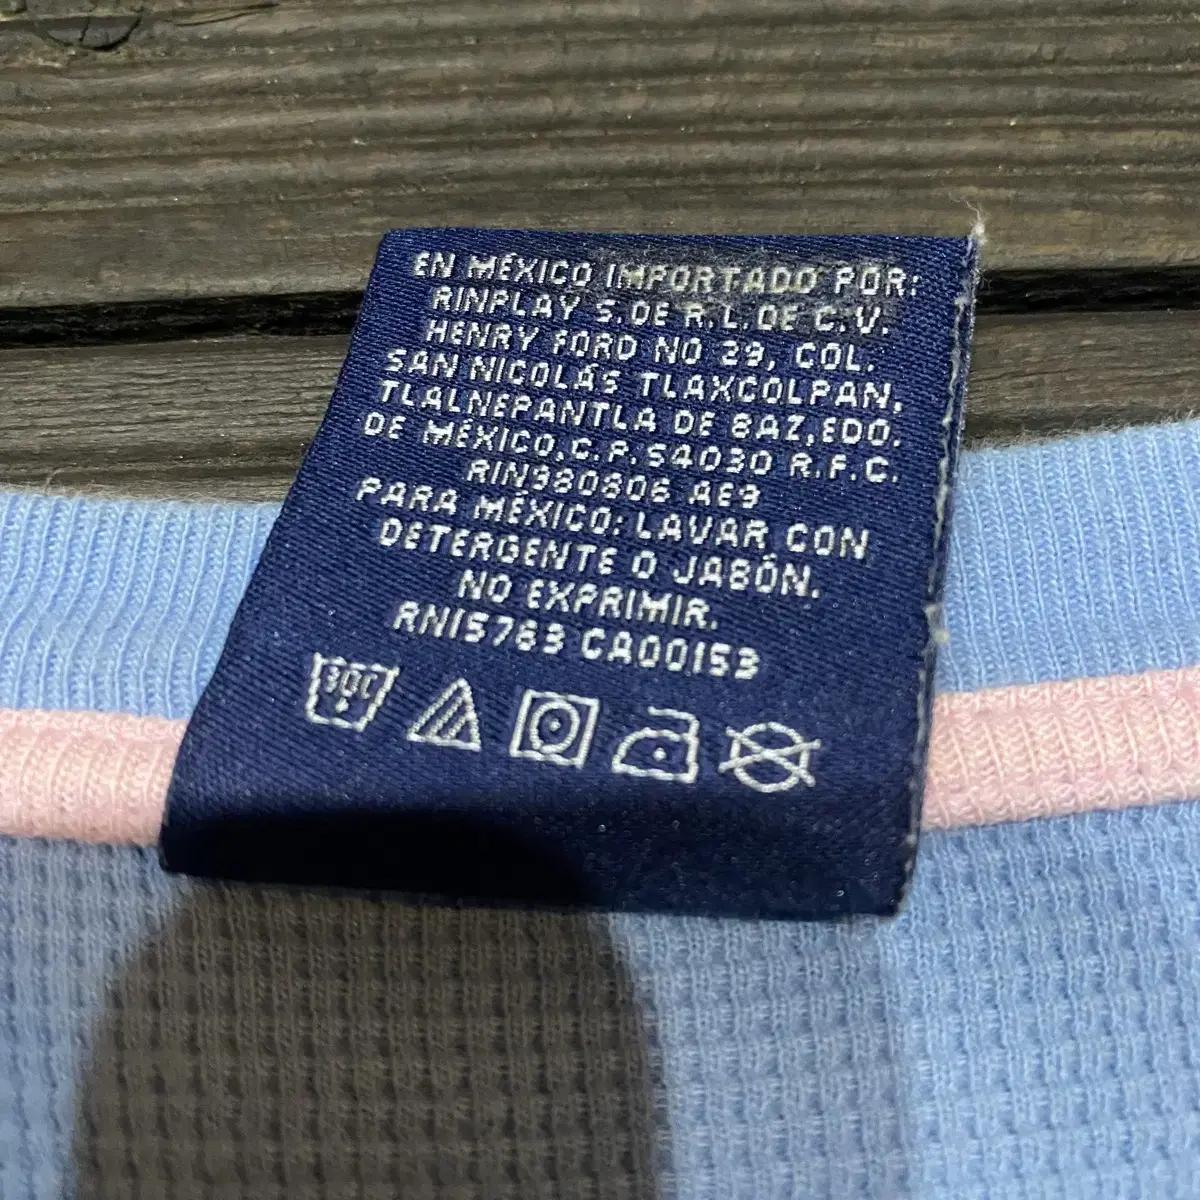 EN MÉXICO IMPORTADO POR:
RINPLAY S.DE R.L.DE C.V.
HENRY FORD NO 29, COL.
SAN NICOLÁS TLAXCOLPAN,
TLALNEPANTLA DE BAZ,EDO.
DE MÉXICO,C.P.54030 R.F.C.
RIN980806 AE9
PARA MÉXICO: LAVAR CON
DETERGENTE O JABÓN.
NO EXPRIMIR.
RN15763 CA00153
30C